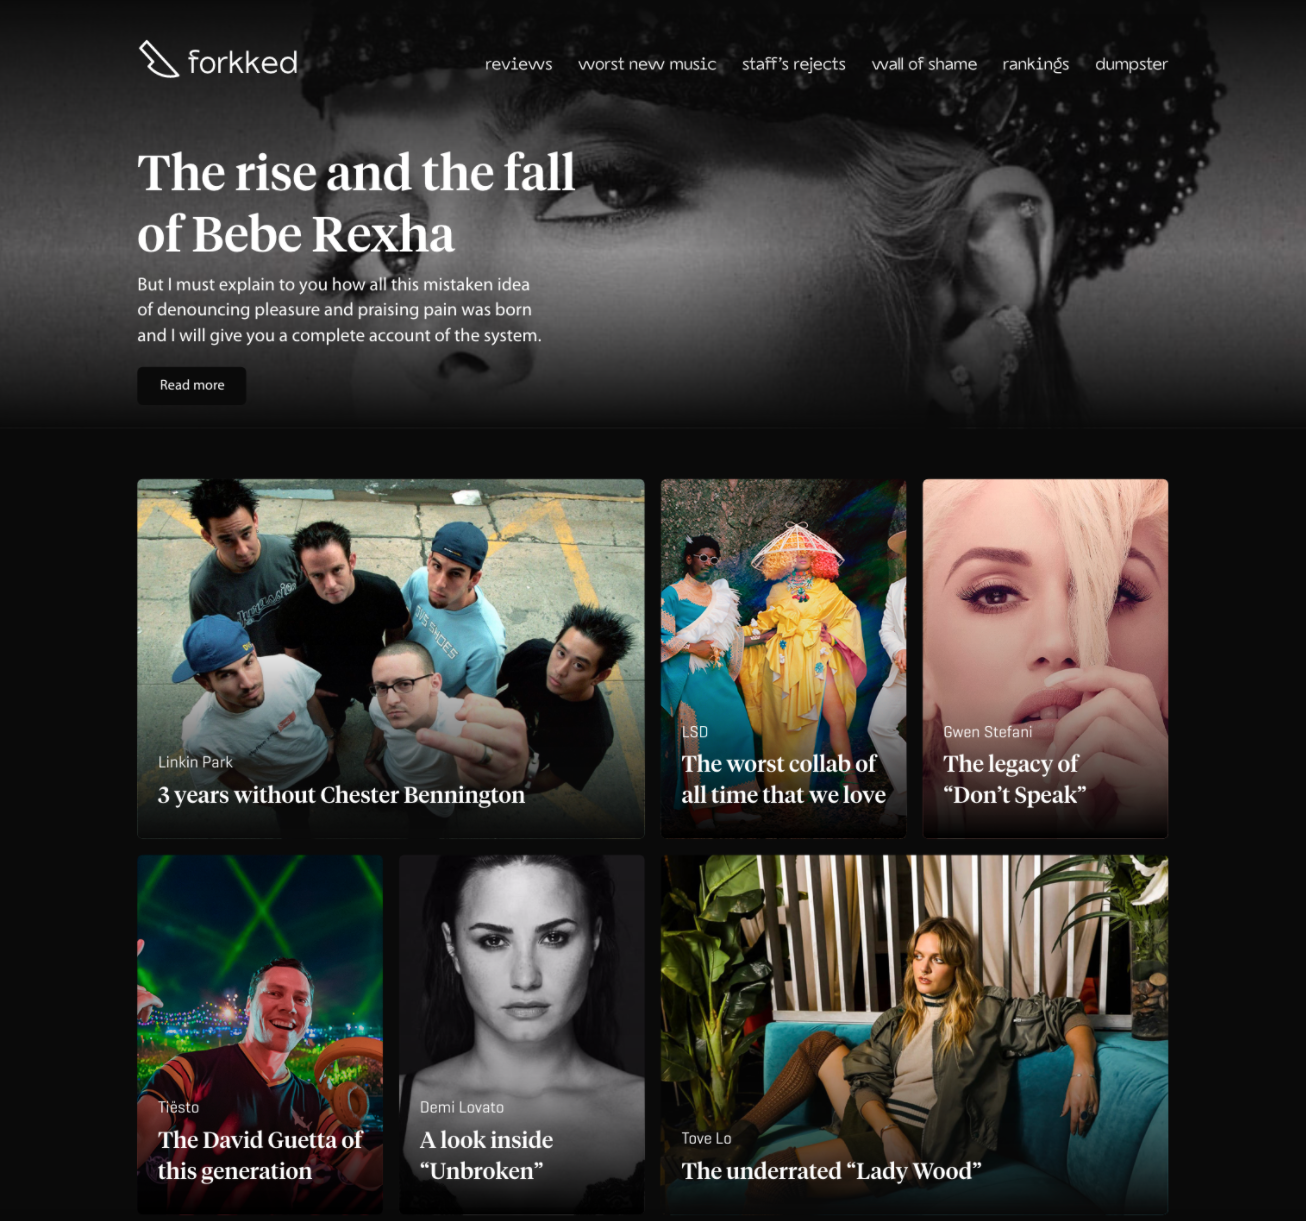 forkked
reviews worst new music staff's rejects wall of shame rankings dumpster
The rise and the fall
of Bebe Rexha
But I must explain to you how all this mistaken idea
of denouncing pleasure and praising pain was born
and I will give you a complete account of the system.
Read more
Linkin Park
3 years without Chester Bennington
LSD
The worst collab of
all time that we love
Gwen Stefani
The legacy of
“Don’t Speak”
Tiësto
The David Guetta of
this generation
Demi Lovato
A look inside
“Unbroken”
Tove Lo
The underrated “Lady Wood”